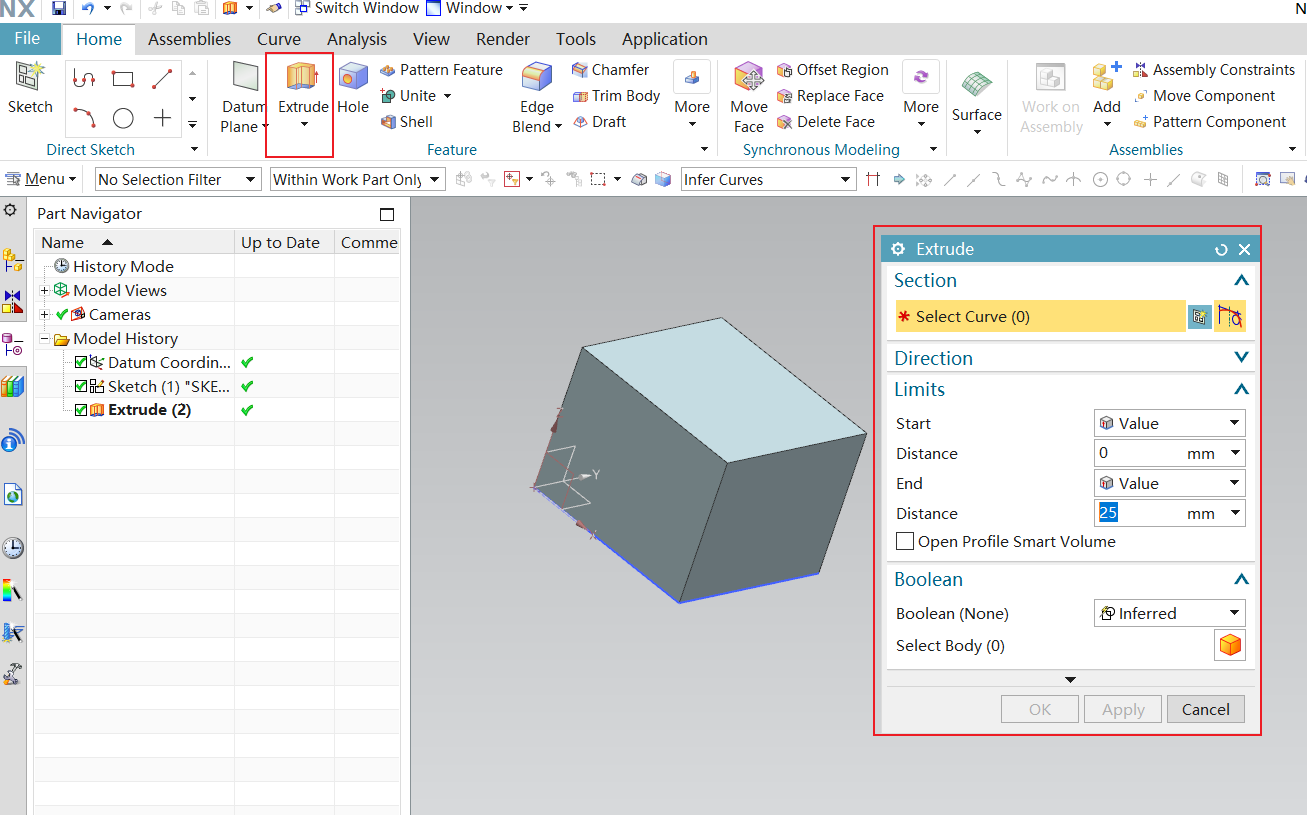 NX Switch Window Window N
File Home Assemblies Curve Analysis View Render Tools Application
Sketch
Direct Sketch
Datum
Plane
Extrude
Hole
Pattern Feature
Unite
Shell
Edge
Blend
Chamfer
Trim Body
Draft
More
Feature
Move
Face
Offset Region
Replace Face
Delete Face
More
Synchronous Modeling
Surface
Work on
Assembly
Add
Assembly Constraints
Move Component
Pattern Component
Assemblies
Menu No Selection Filter Within Work Part Only Infer Curves
Part Navigator
Name Up to Date Comme
History Mode
Model Views
Cameras
Model History
Datum Coordin...
Sketch (1) "SKE...
Extrude (2)
Y
Extrude
Section
* Select Curve (0)
Direction
Limits
Start Value
Distance 0 mm
End Value
Distance 25 mm
Open Profile Smart Volume
Boolean
Boolean (None) Inferred
Select Body (0)
OK Apply Cancel